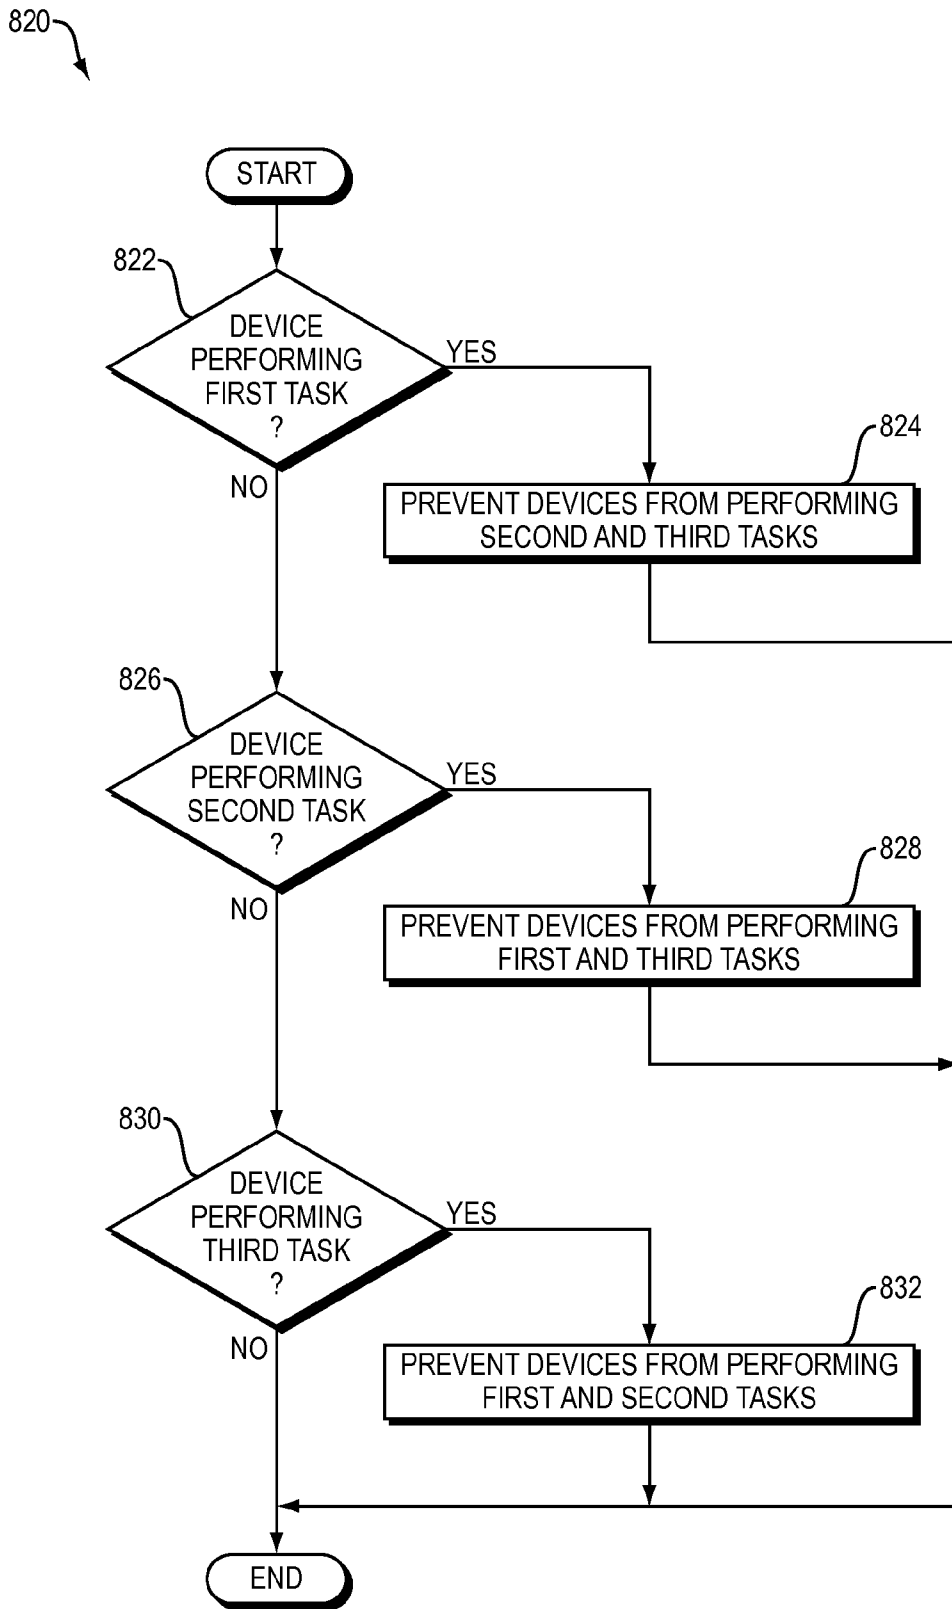 820
START
822
DEVICE
PERFORMING
FIRST TASK
?
YES
NO
824
PREVENT DEVICES FROM PERFORMING
SECOND AND THIRD TASKS
826
DEVICE
PERFORMING
SECOND TASK
?
YES
NO
828
PREVENT DEVICES FROM PERFORMING
FIRST AND THIRD TASKS
830
DEVICE
PERFORMING
THIRD TASK
?
YES
NO
832
PREVENT DEVICES FROM PERFORMING
FIRST AND SECOND TASKS
END